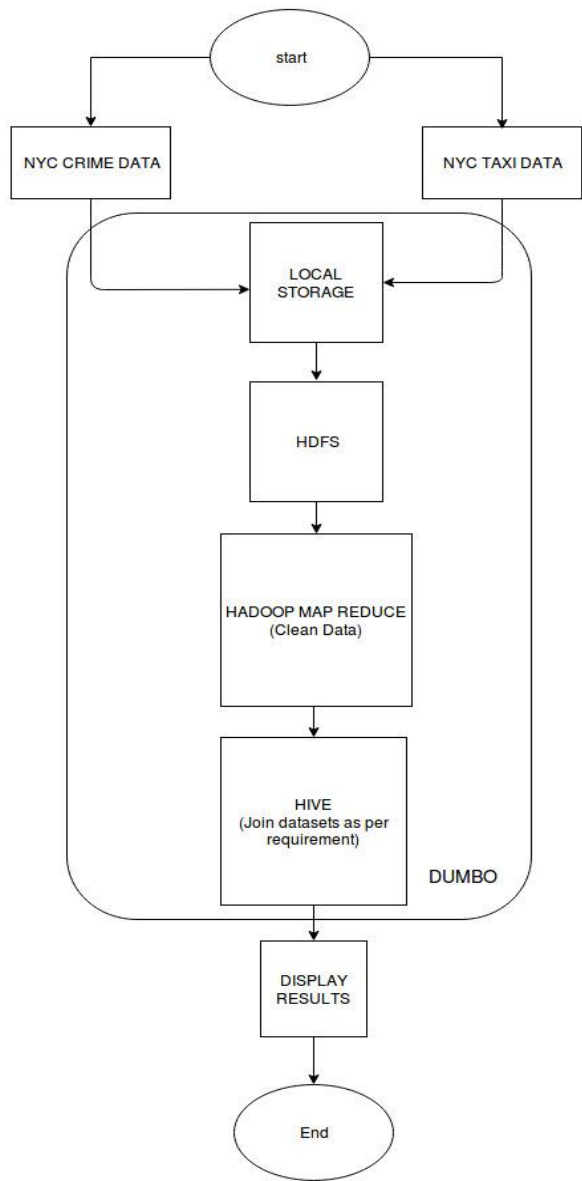 start
NYC CRIME DATA
NYC TAXI DATA
LOCAL
STORAGE
HDFS
HADOOP MAP REDUCE
(Clean Data)
HIVE
(Join datasets as per
requirement)
DUMBO
DISPLAY
RESULTS
End